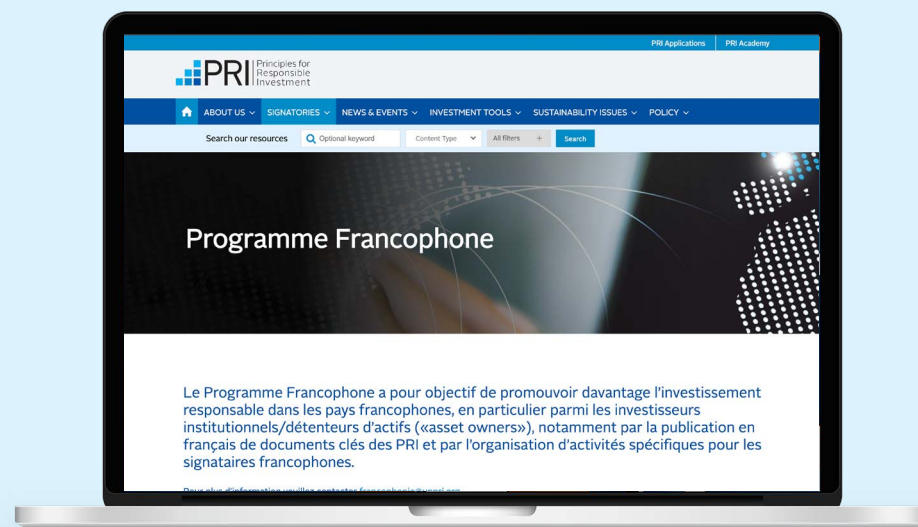 PRI Applications PRI Academy
PRI Principles for
Responsible
Investment
ABOUT US SIGNATORIES NEWS & EVENTS INVESTMENT TOOLS SUSTAINABILITY ISSUES POLICY
Search our resources Optional keyword Content Type All filters + Search
Programme Francophone
Le Programme Francophone a pour objectif de promouvoir davantage l'investissement
responsable dans les pays francophones, en particulier parmi les investisseurs
institutionnels/détenteurs d'actifs («asset owners»), notamment par la publication en
français de documents clés des PRI et par l'organisation d'activités spécifiques pour les
signataires francophones.